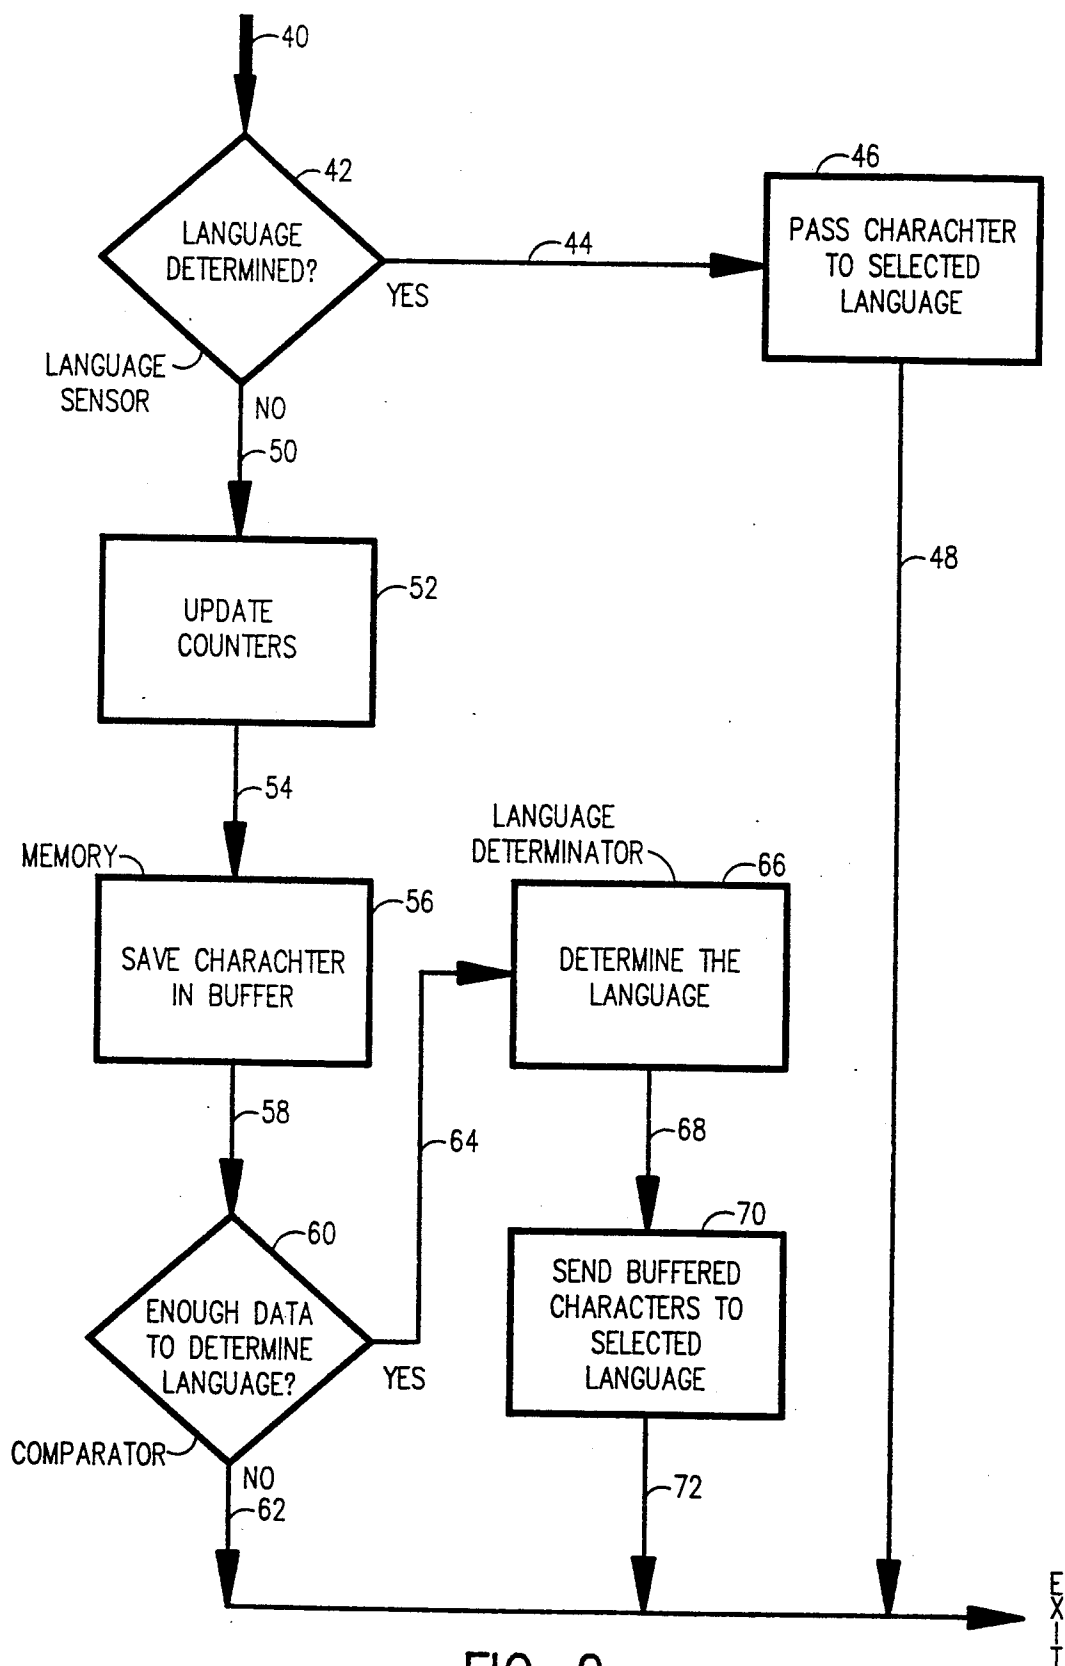 40
42
LANGUAGE
DETERMINED?
44
YES
46
PASS CHARACHTER
TO SELECTED
LANGUAGE
LANGUAGE
SENSOR
NO
50
48
52
UPDATE
COUNTERS
54
MEMORY
LANGUAGE
DETERMINATOR
66
56
SAVE CHARACHTER
IN BUFFER
DETERMINE THE
LANGUAGE
58
64
68
60
70
ENOUGH DATA
TO DETERMINE
LANGUAGE?
YES
SEND BUFFERED
CHARACTERS TO
SELECTED
LANGUAGE
COMPARATOR
NO
62
72
EXIT
FIG.